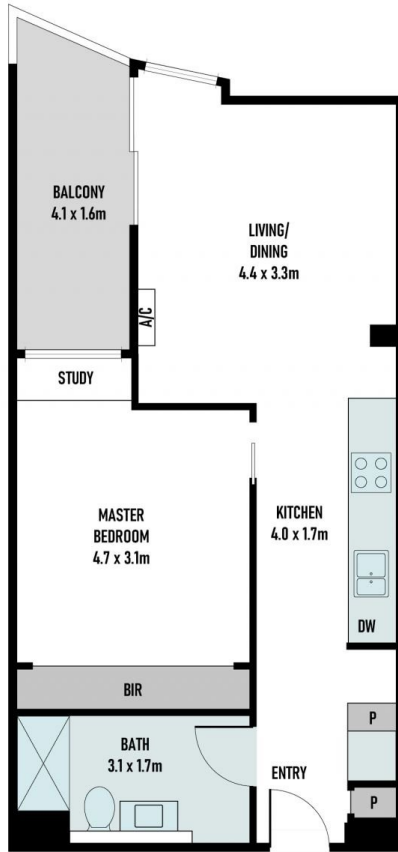 BALCONY
4.1 x 1.6m
LIVING/
DINING
4.4 x 3.3m
A/C
STUDY
MASTER
BEDROOM
4.7 x 3.1m
KITCHEN
4.0 x 1.7m
DW
BIR
P
BATH
3.1 x 1.7m
ENTRY
P